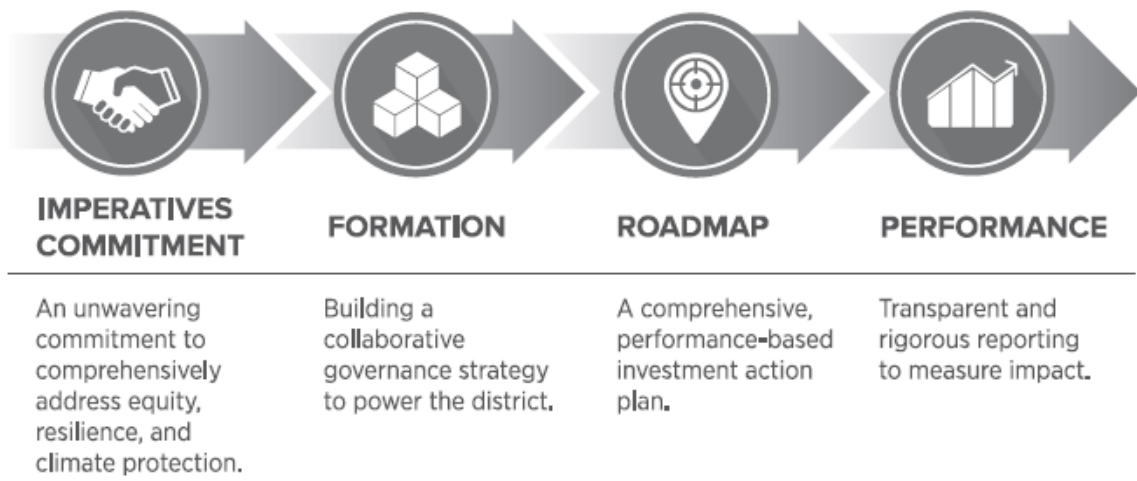 IMPERATIVES
COMMITMENT
An unwavering
commitment to
comprehensively
address equity,
resilience, and
climate protection.
FORMATION
Building a
collaborative
governance strategy
to power the district.
ROADMAP
A comprehensive,
performance-based
investment action
plan.
PERFORMANCE
Transparent and
rigorous reporting
to measure impact.